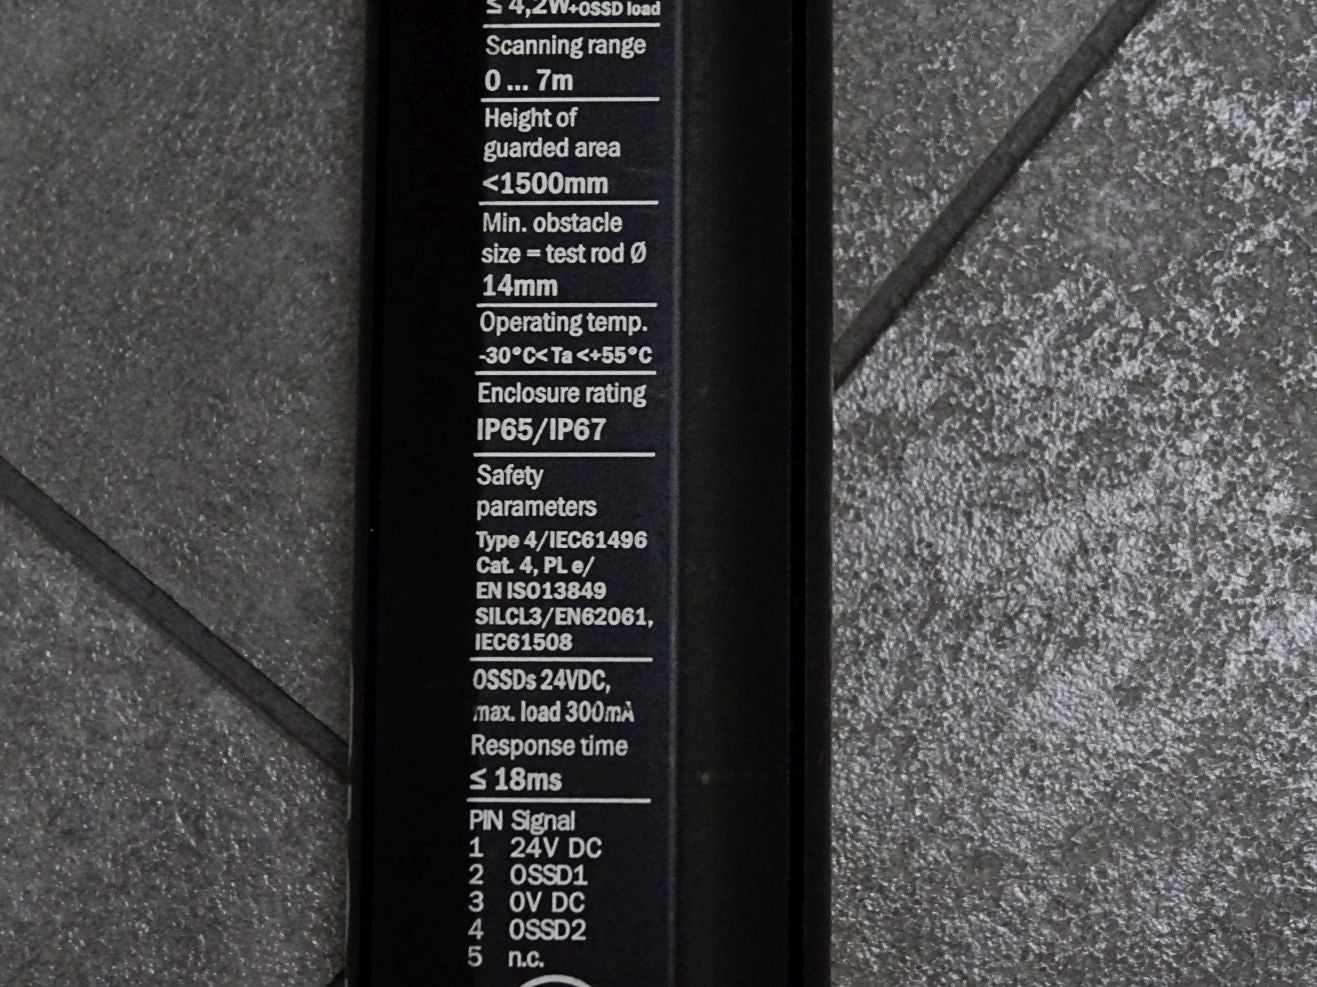 ≤ 4,2W+OSSD load
Scanning range
0 ... 7m
Height of
guarded area
<1500mm
Min. obstacle
size = test rod Ø
14mm
Operating temp.
-30°C< Ta <+55°C
Enclosure rating
IP65/IP67
Safety
parameters
Type 4/IEC61496
Cat. 4, PL e/
EN ISO13849
SILCL3/EN62061,
IEC61508
OSSDs 24VDC,
max. load 300mA
Response time
≤ 18ms
PIN Signal
1 24V DC
2 OSSD1
3 0V DC
4 OSSD2
5 n.c.